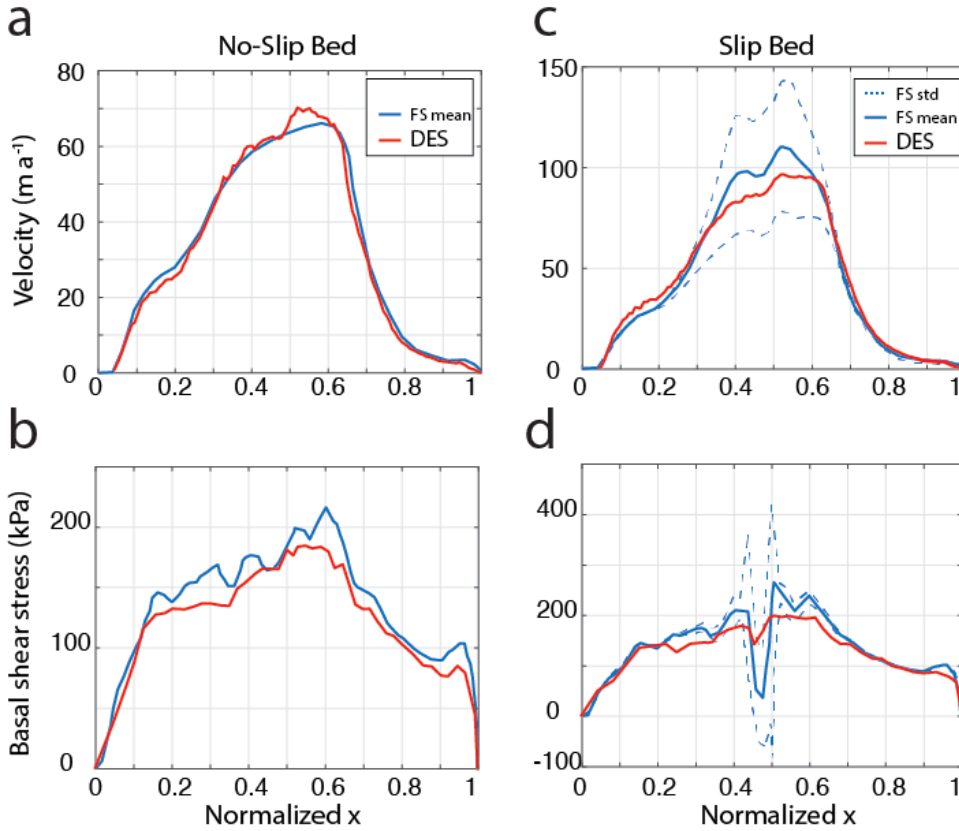 a
No-Slip Bed
Velocity (m a⁻¹)
80
60
40
20
0
0 0.2 0.4 0.6 0.8 1
FS mean
DES
c
Slip Bed
150
100
50
0
0 0.2 0.4 0.6 0.8 1
FS std
FS mean
DES
b
Basal shear stress (kPa)
200
100
0
0 0.2 0.4 0.6 0.8 1
Normalized x
d
400
200
0
-100
0 0.2 0.4 0.6 0.8 1
Normalized x